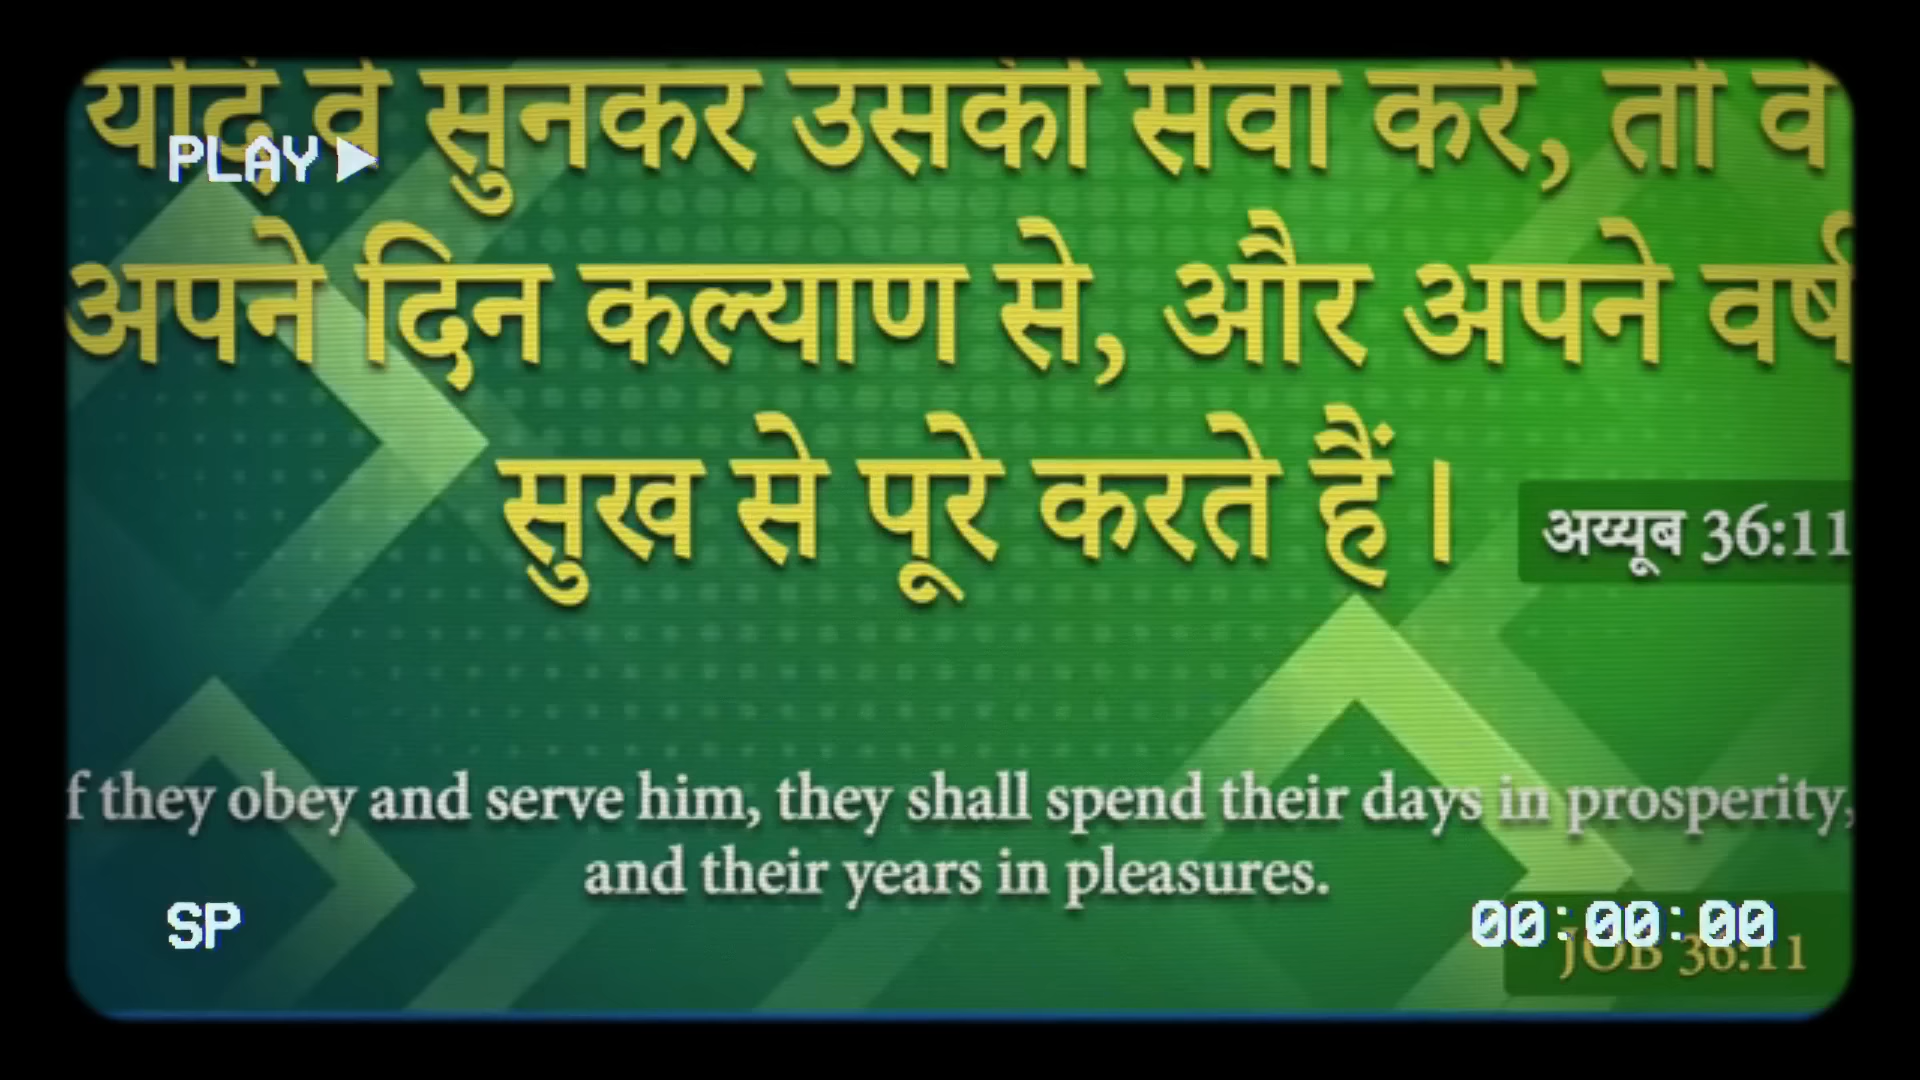 यदि वे सुनकर उसकी सेवा करें, तो वे
PLAY
अपने दिन कल्याण से, और अपने वर्ष
सुख से पूरे करते हैं।
अय्यूब 36:11
f they obey and serve him, they shall spend their days in prosperity,
and their years in pleasures.
SP
00:00:00
JOB 36:11